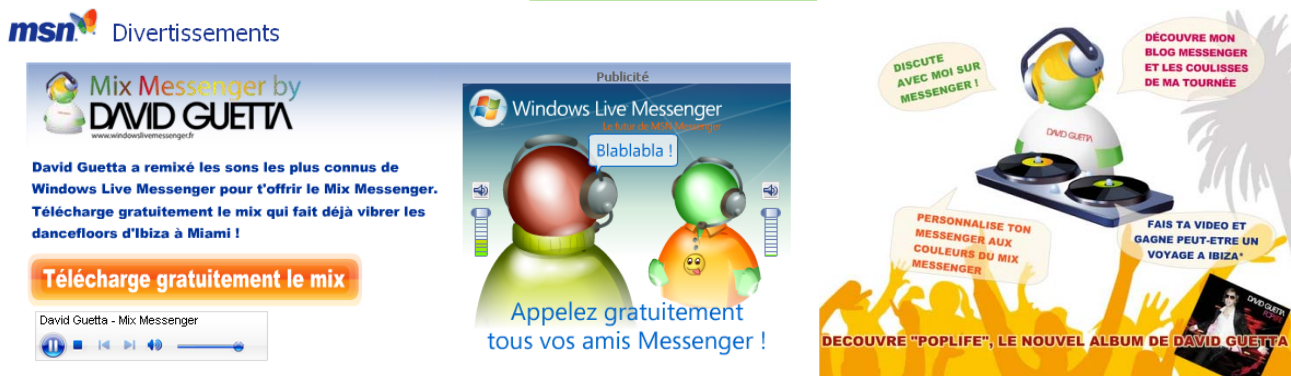 msn Divertissements
Mix Messenger by
DAVID GUETTA
www.windowslivemessenger.fr
David Guetta a remixé les sons les plus connus de
Windows Live Messenger pour t'offrir le Mix Messenger.
Télécharge gratuitement le mix qui fait déjà vibrer les
dancefloors d'Ibiza à Miami !
Télécharge gratuitement le mix
David Guetta - Mix Messenger
Publicité
Windows Live Messenger
Le futur de MSN Messenger
Blablabla !
Appelez gratuitement
tous vos amis Messenger !
DISCUTE
AVEC MOI SUR
MESSENGER !
DÉCOUVRE MON
BLOG MESSENGER
ET LES COULISSES
DE MA TOURNÉE
DAVID GUETTA
PERSONNALISE TON
MESSENGER AUX
COULEURS DU MIX
MESSENGER
FAIS TA VIDEO ET
GAGNE PEUT-ETRE UN
VOYAGE A IBIZA*
DAVID GUETTA
DECOUVRE "POPLIFE", LE NOUVEL ALBUM DE DAVID GUETTA